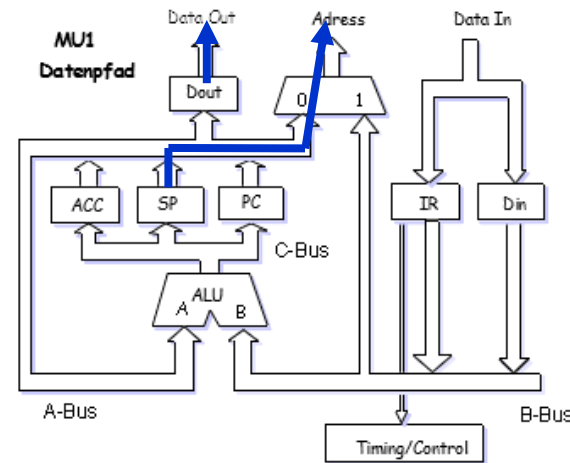 Data Out
Adress
Data In
MU1
Datenpfad
Dout
0
1
ACC
SP
PC
IR
Din
C-Bus
ALU
A
B
A-Bus
B-Bus
Timing/Control